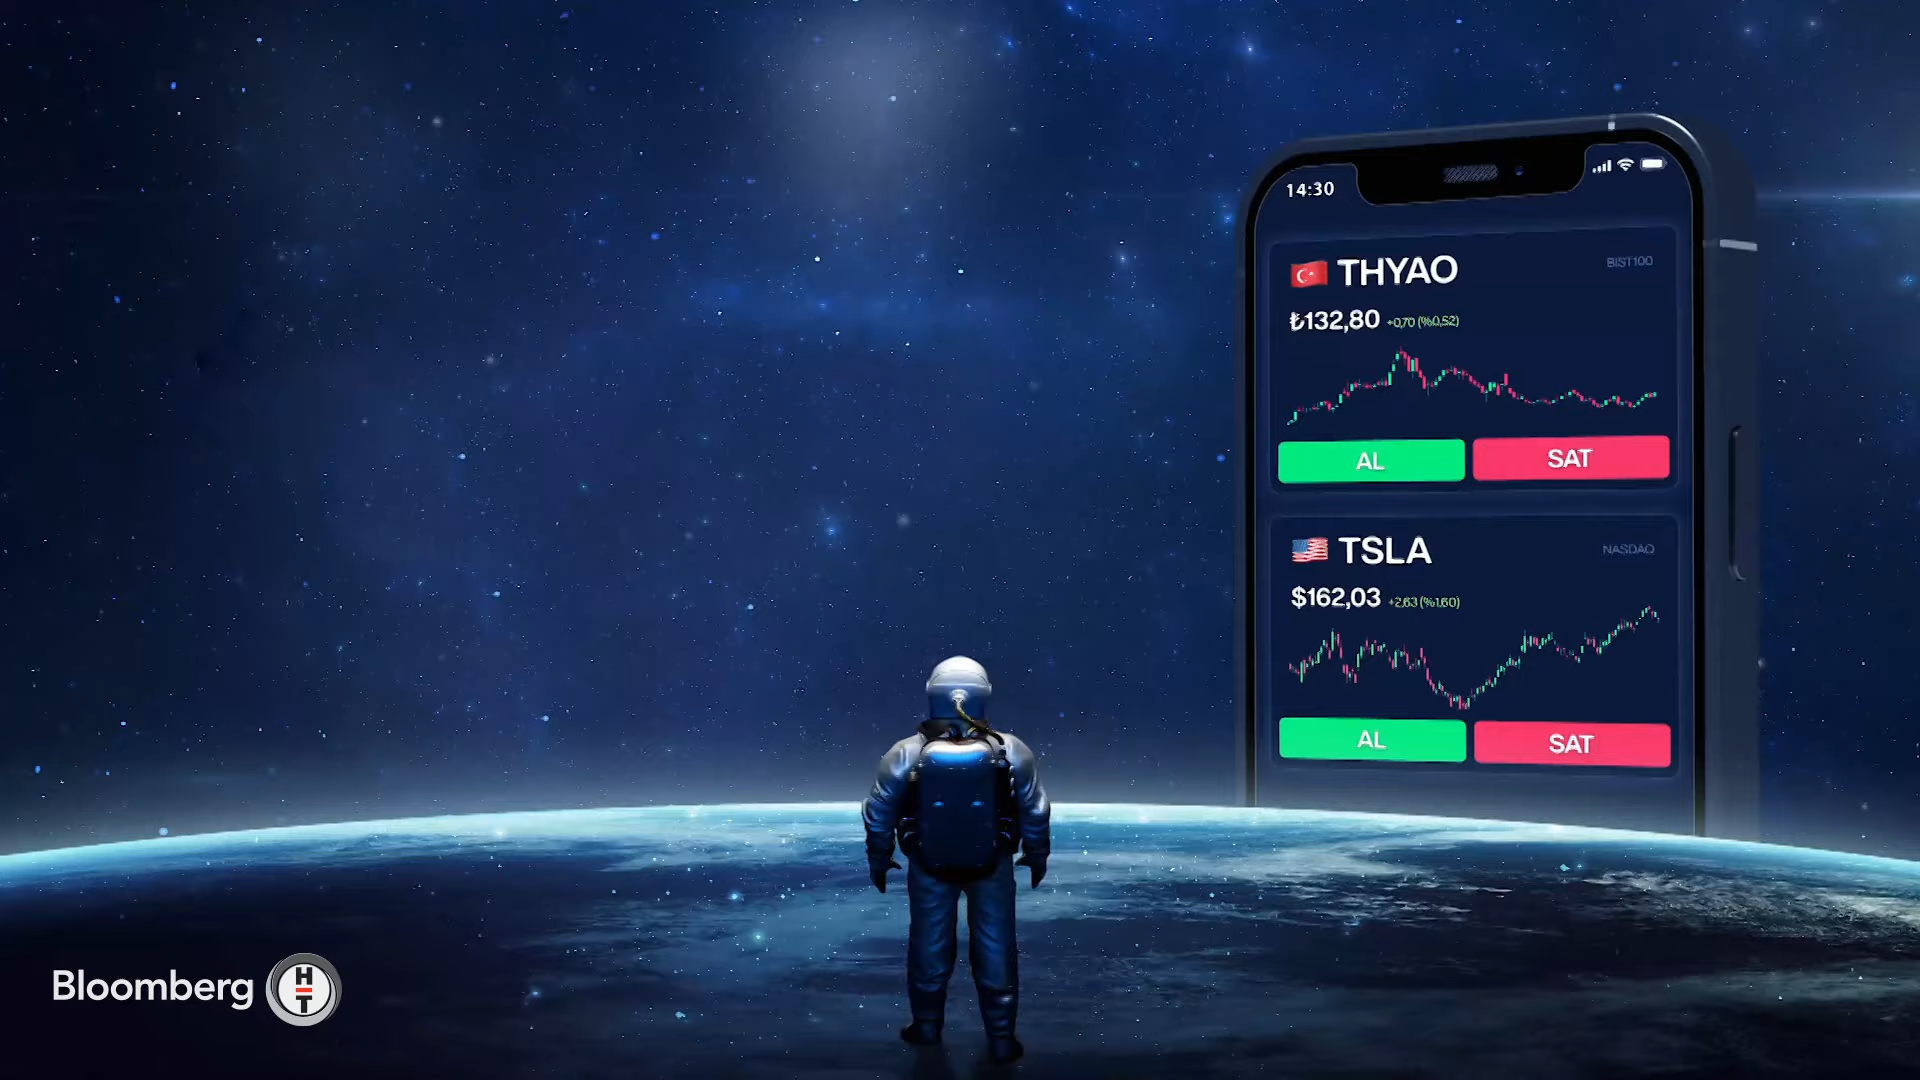 14:30
THYAO
BIST100
₺132,80 +0,70 (%0,52)
AL
SAT
TSLA
NASDAQ
$162,03 +2,63 (%1,60)
AL
SAT
Bloomberg HT